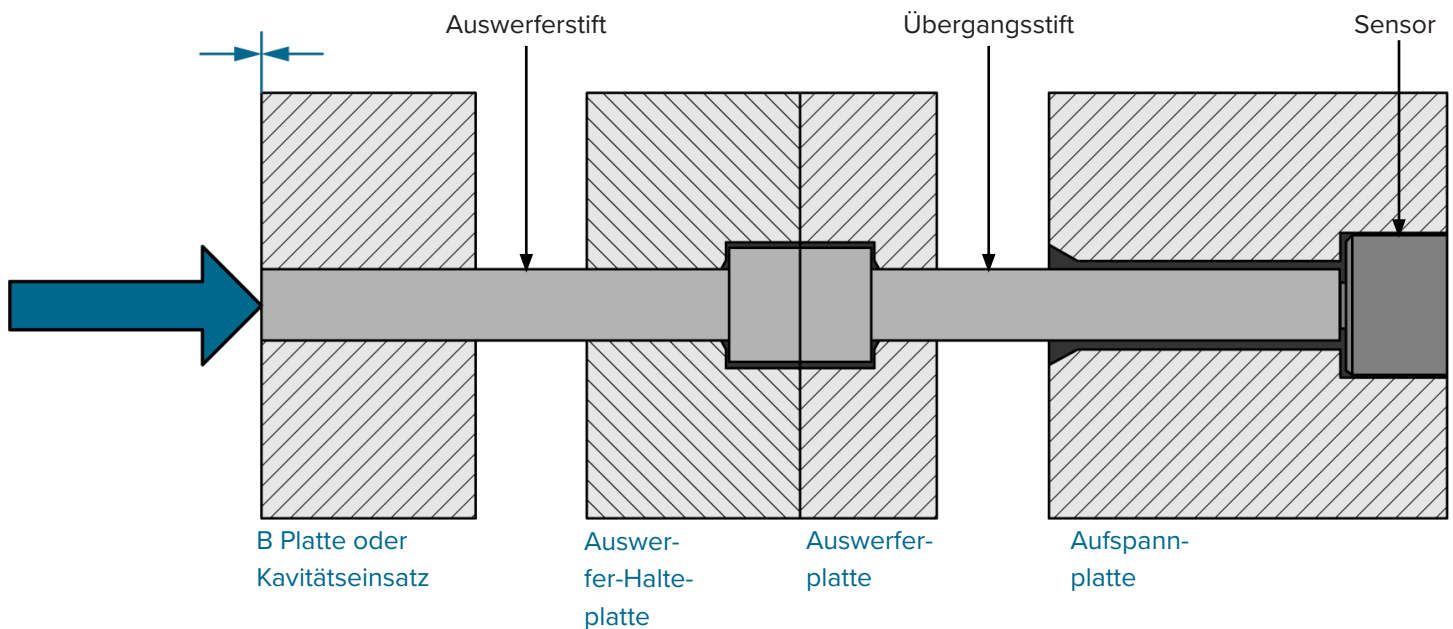 Auswerferstift
Übergangsstift
Sensor
B Platte oder
Kavitätseinsatz
Auswer-
fer-Halte-
platte
Auswerfer-
platte
Aufspann-
platte